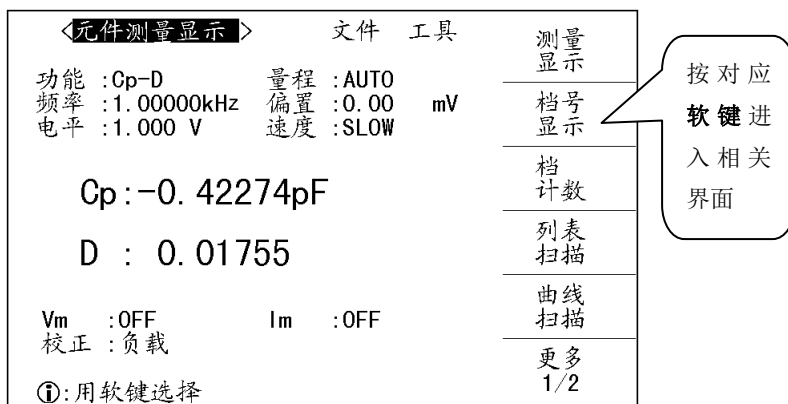 <元件测量显示 > 文件 工具
功能 :Cp-D 量程 :AUTO
频率 :1.00000kHz 偏置 :0.00 mV
电平 :1.000 V 速度 :SLOW
Cp:-0.42274pF
D : 0.01755
Vm :OFF Im :OFF
校正 :负载
ⓘ:用软键选择
测量
显示
档号
显示
档
计数
列表
扫描
曲线
扫描
更多
1/2
按对应
软键进
入相关
界面